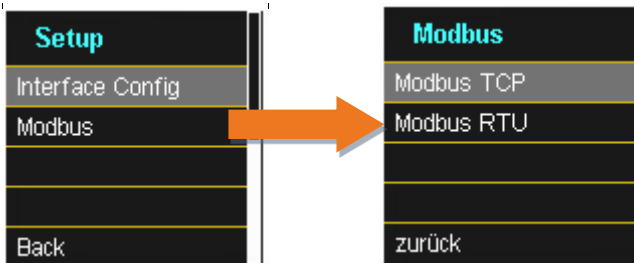 Setup
Interface Config
Modbus
Back
Modbus
Modbus TCP
Modbus RTU
zurück